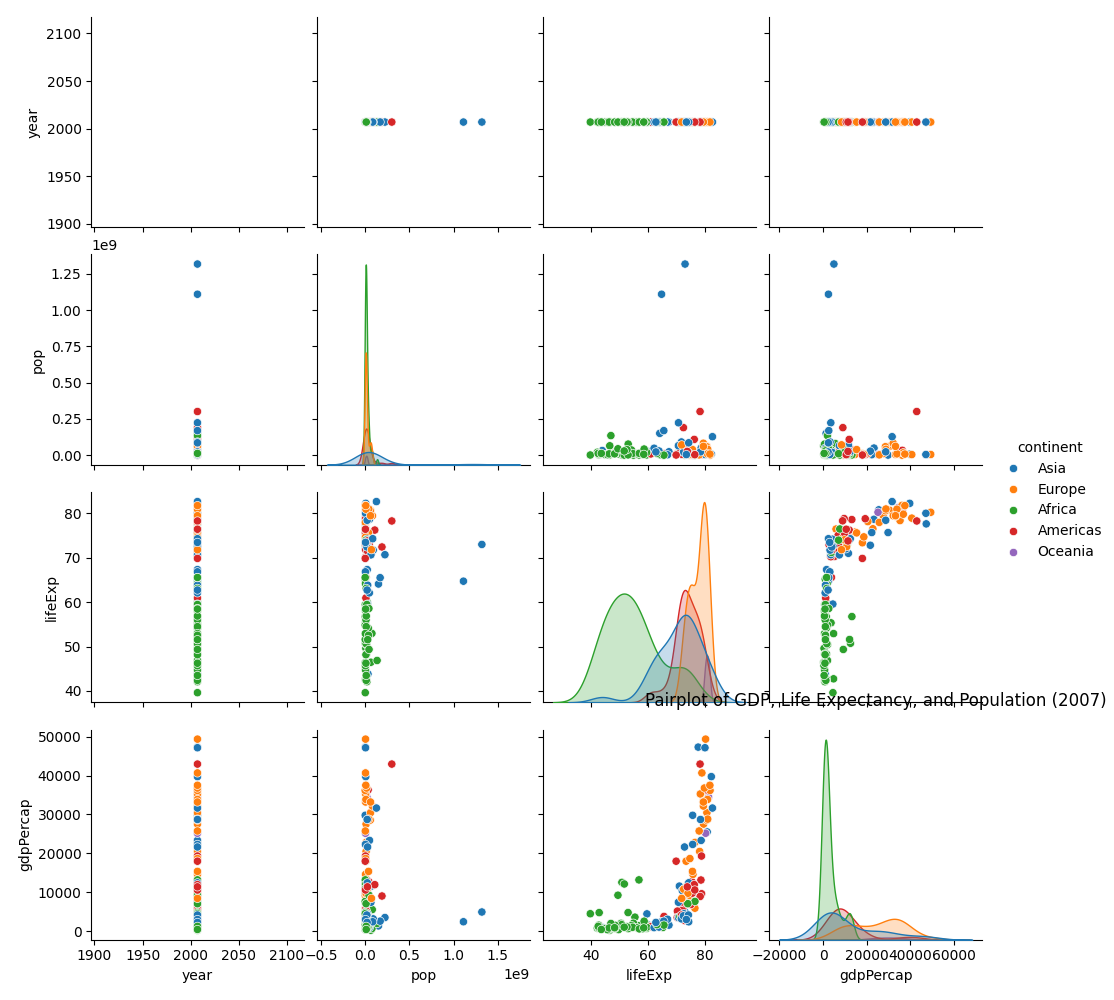 2100
2050
2000
1950
1900
year
1e9
1.25
1.00
0.75
0.50
0.25
0.00
pop
continent
Asia
Europe
Africa
Americas
Oceania
80
70
60
50
40
lifeExp
Pairplot of GDP, Life Expectancy, and Population (2007)
50000
40000
30000
20000
10000
0
gdpPercap
1900 1950 2000 2050 2100
−0.5 0.0 0.5 1.0 1.5
40 60 80
−20000 0 20000 40000 60000
year
pop
1e9
lifeExp
gdpPercap